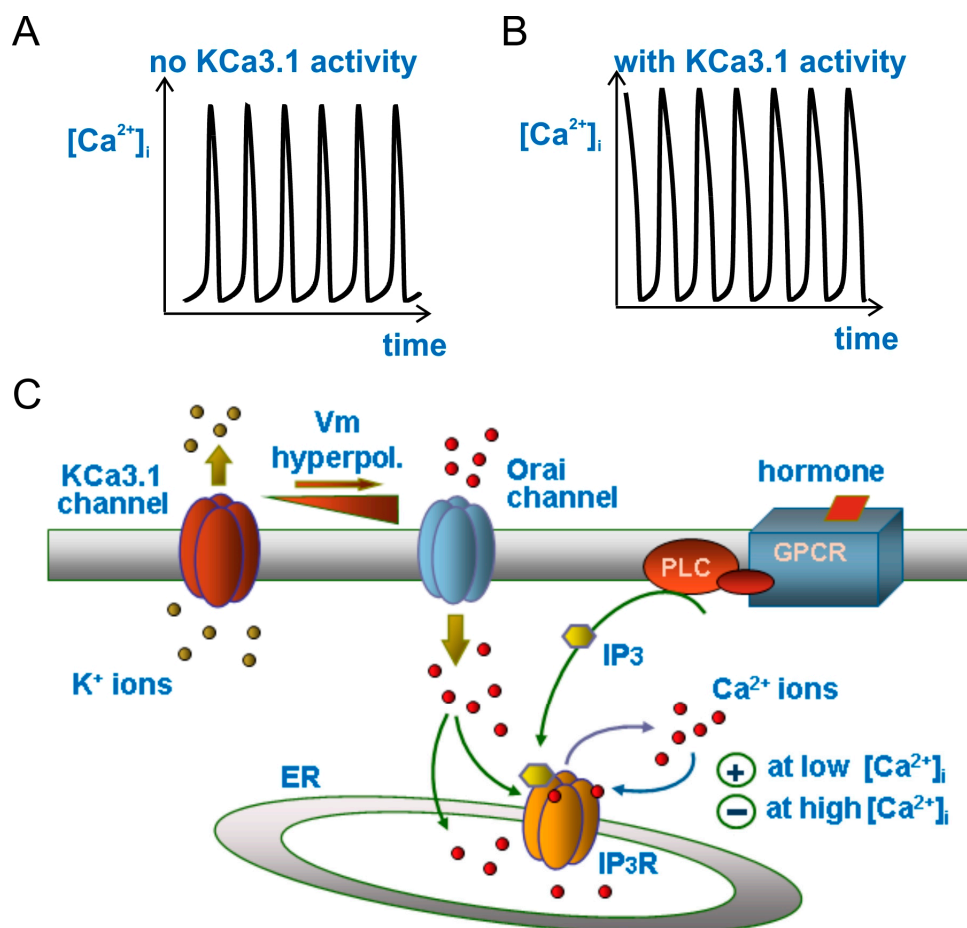 A
no KCa3.1 activity
[Ca²⁺]ᵢ
time
B
with KCa3.1 activity
[Ca²⁺]ᵢ
time
C
KCa3.1
channel
Vm
hyperpol.
Orai
channel
hormone
GPCR
PLC
K⁺ ions
IP3
Ca²⁺ ions
ER
+ at low [Ca²⁺]ᵢ
− at high [Ca²⁺]ᵢ
IP3R